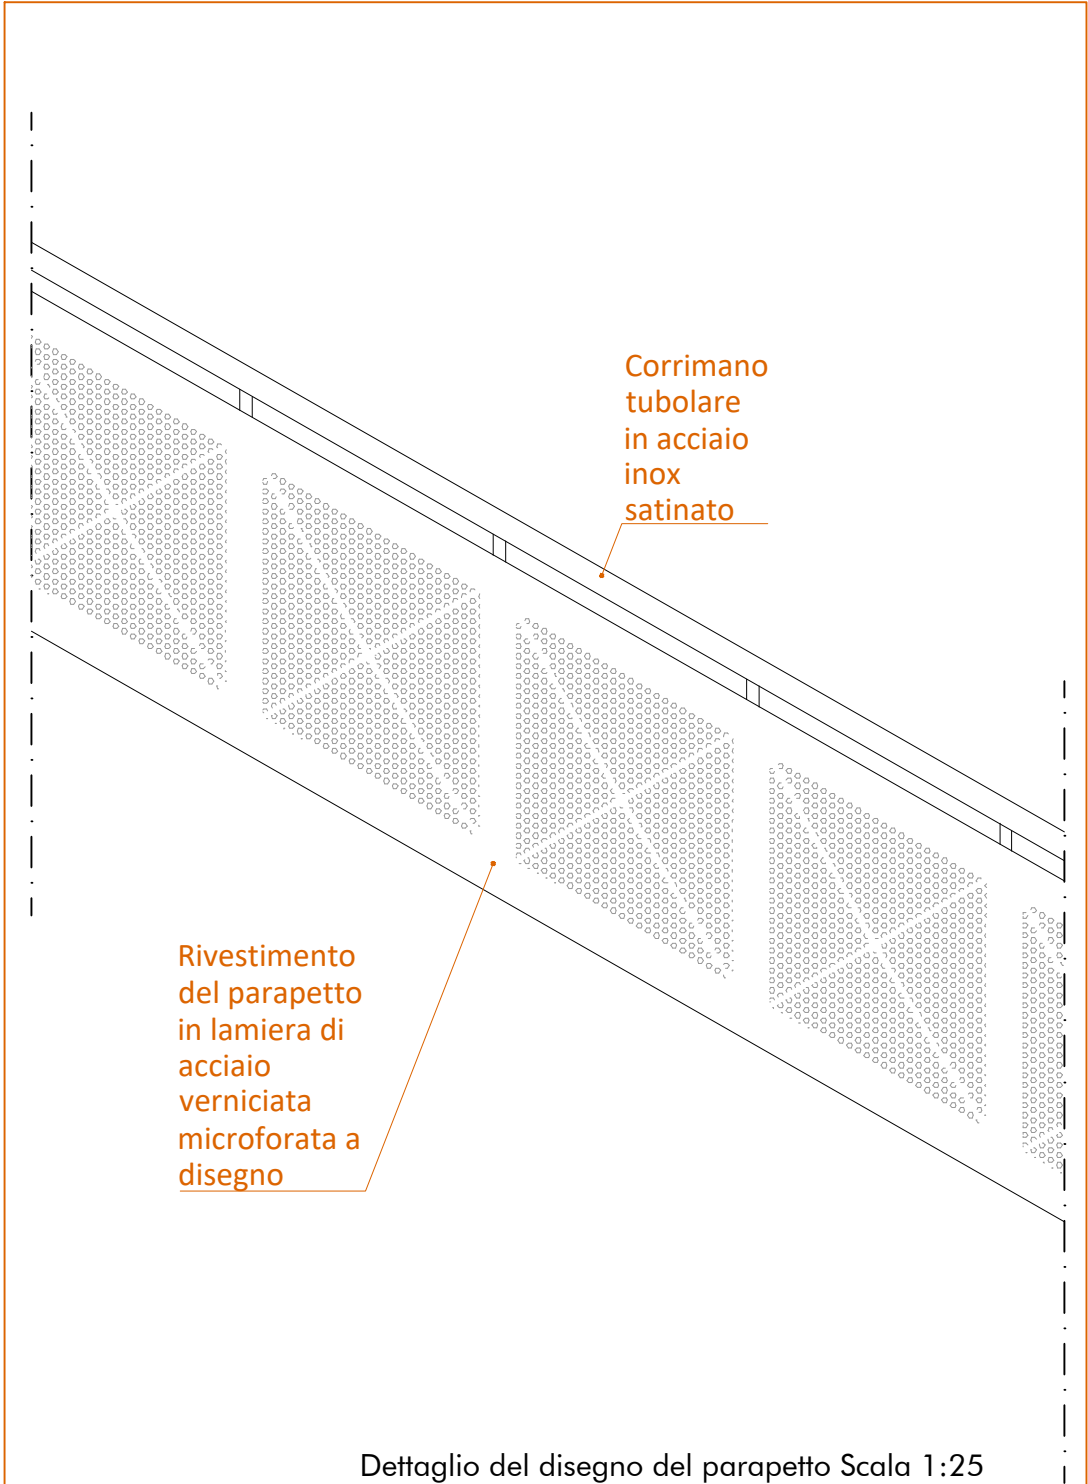 Corrimano
tubolare
in acciaio
inox
satinato
Rivestimento
del parapetto
in lamiera di
acciaio
verniciata
microforata a
disegno
Dettaglio del disegno del parapetto Scala 1:25